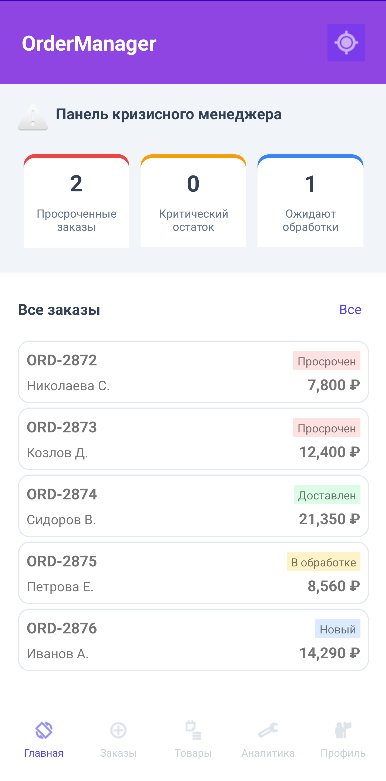 OrderManager
Панель кризисного менеджера
2
Просроченные
заказы
0
Критический
остаток
1
Ожидают
обработки
Все заказы
Все
ORD-2872
Просрочен
Николаева С.
7,800 ₽
ORD-2873
Просрочен
Козлов Д.
12,400 ₽
ORD-2874
Доставлен
Сидоров В.
21,350 ₽
ORD-2875
В обработке
Петрова Е.
8,560 ₽
ORD-2876
Новый
Иванов А.
14,290 ₽
Главная
Заказы
Товары
Аналитика
Профиль